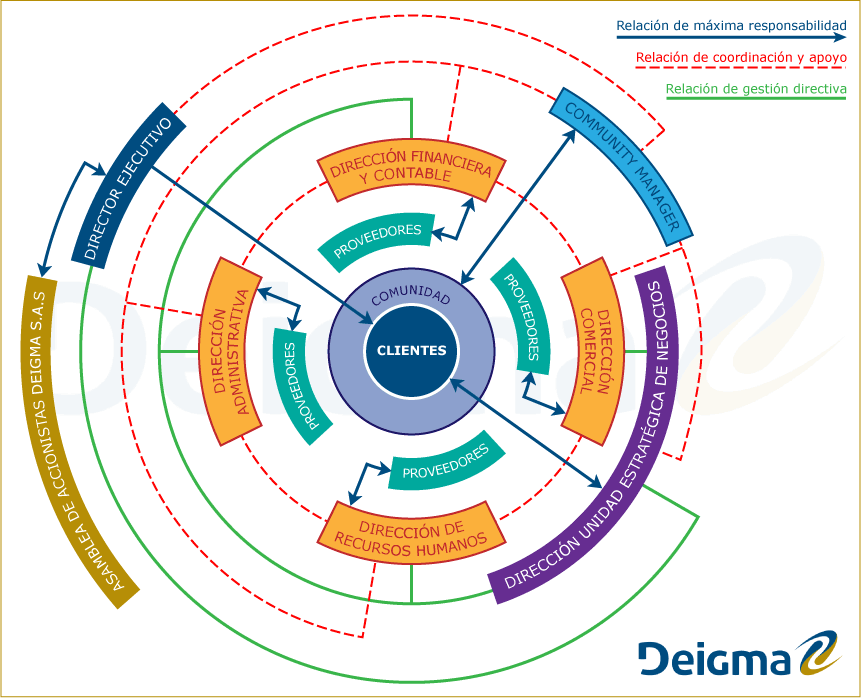 Relación de máxima responsabilidad
Relación de coordinación y apoyo
Relación de gestión directiva
DIRECTOR EJECUTIVO
COMMUNITY MANAGER
DIRECCIÓN FINANCIERA
Y CONTABLE
PROVEEDORES
ASAMBLEA DE ACCIONISTAS DEIGMA S.A.S
DIRECCIÓN
ADMINISTRATIVA
PROVEEDORES
COMUNIDAD
CLIENTES
PROVEEDORES
DIRECCIÓN
COMERCIAL
DIRECCIÓN UNIDAD ESTRATÉGICA DE NEGOCIOS
PROVEEDORES
DIRECCIÓN DE
RECURSOS HUMANOS
Deigma
Deigma